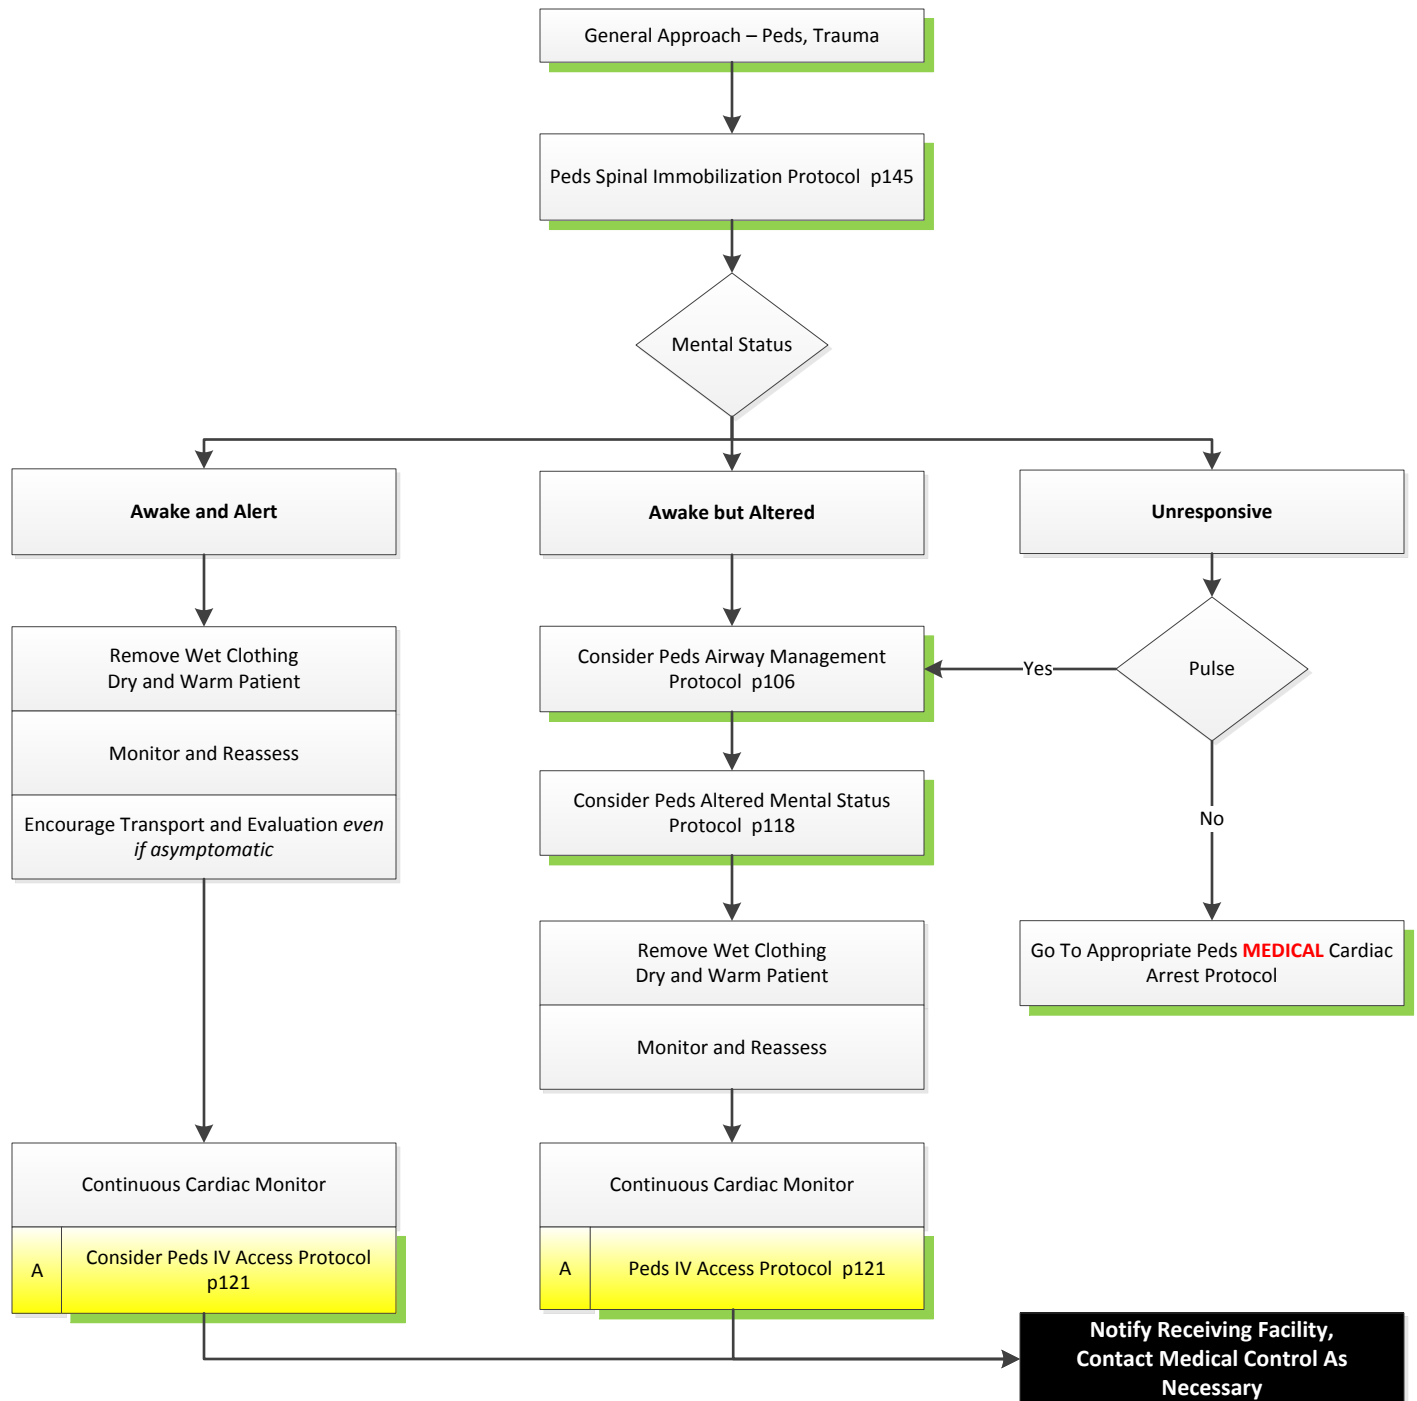 General Approach – Peds, Trauma
Peds Spinal Immobilization Protocol  p145
Mental Status
Awake and Alert
Awake but Altered
Unresponsive
Remove Wet Clothing
Dry and Warm Patient
Monitor and Reassess
Encourage Transport and Evaluation even
if asymptomatic
Consider Peds Airway Management
Protocol  p106
Yes
Pulse
Consider Peds Altered Mental Status
Protocol  p118
No
Remove Wet Clothing
Dry and Warm Patient
Monitor and Reassess
Go To Appropriate Peds MEDICAL Cardiac
Arrest Protocol
Continuous Cardiac Monitor
A
Consider Peds IV Access Protocol
p121
Continuous Cardiac Monitor
A
Peds IV Access Protocol  p121
Notify Receiving Facility,
Contact Medical Control As
Necessary